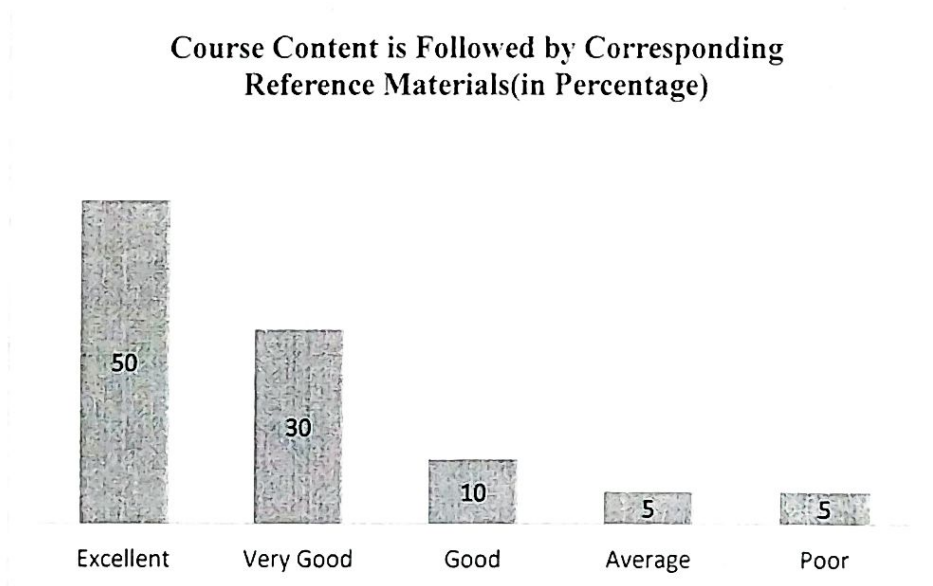 Course Content is Followed by Corresponding
Reference Materials(in Percentage)
50
30
10
5
5
Excellent
Very Good
Good
Average
Poor